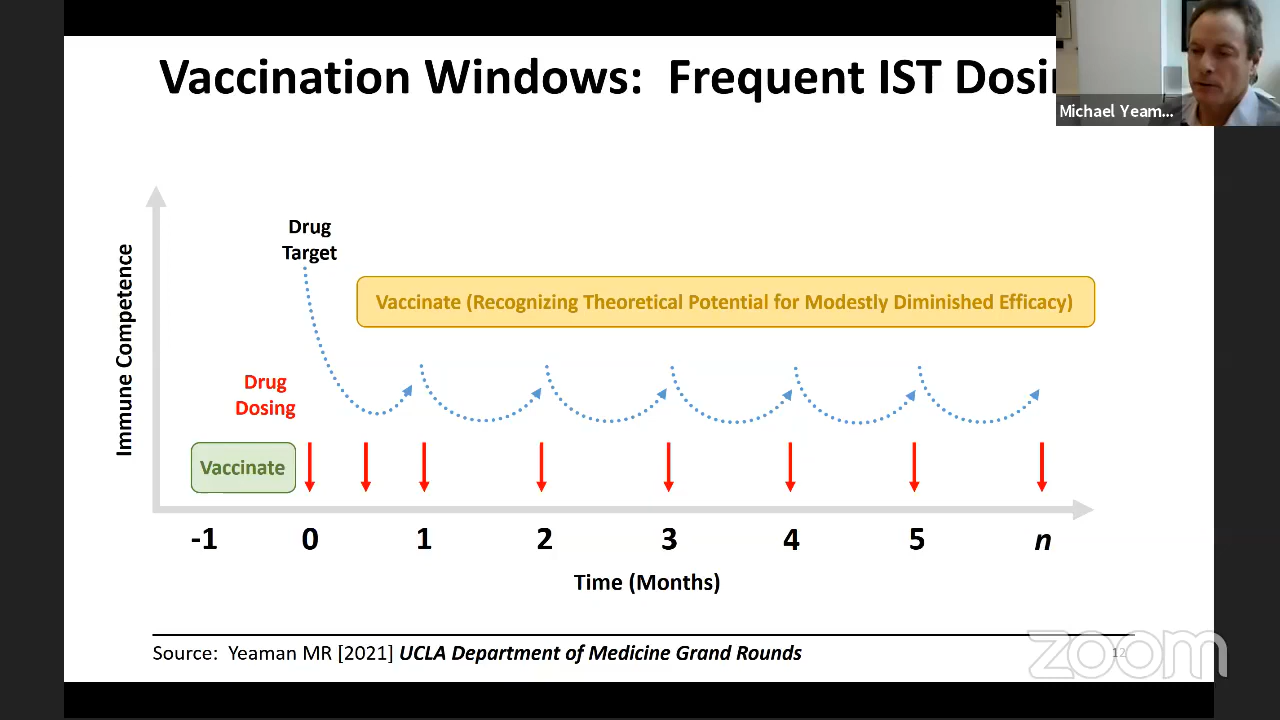 Vaccination Windows: Frequent IST Dosin
Michael Yeam...
Drug
Target
Vaccinate (Recognizing Theoretical Potential for Modestly Diminished Efficacy)
Immune Competence
Drug
Dosing
Vaccinate
-1 0 1 2 3 4 5 n
Time (Months)
Source: Yeaman MR [2021] UCLA Department of Medicine Grand Rounds
12
zoom